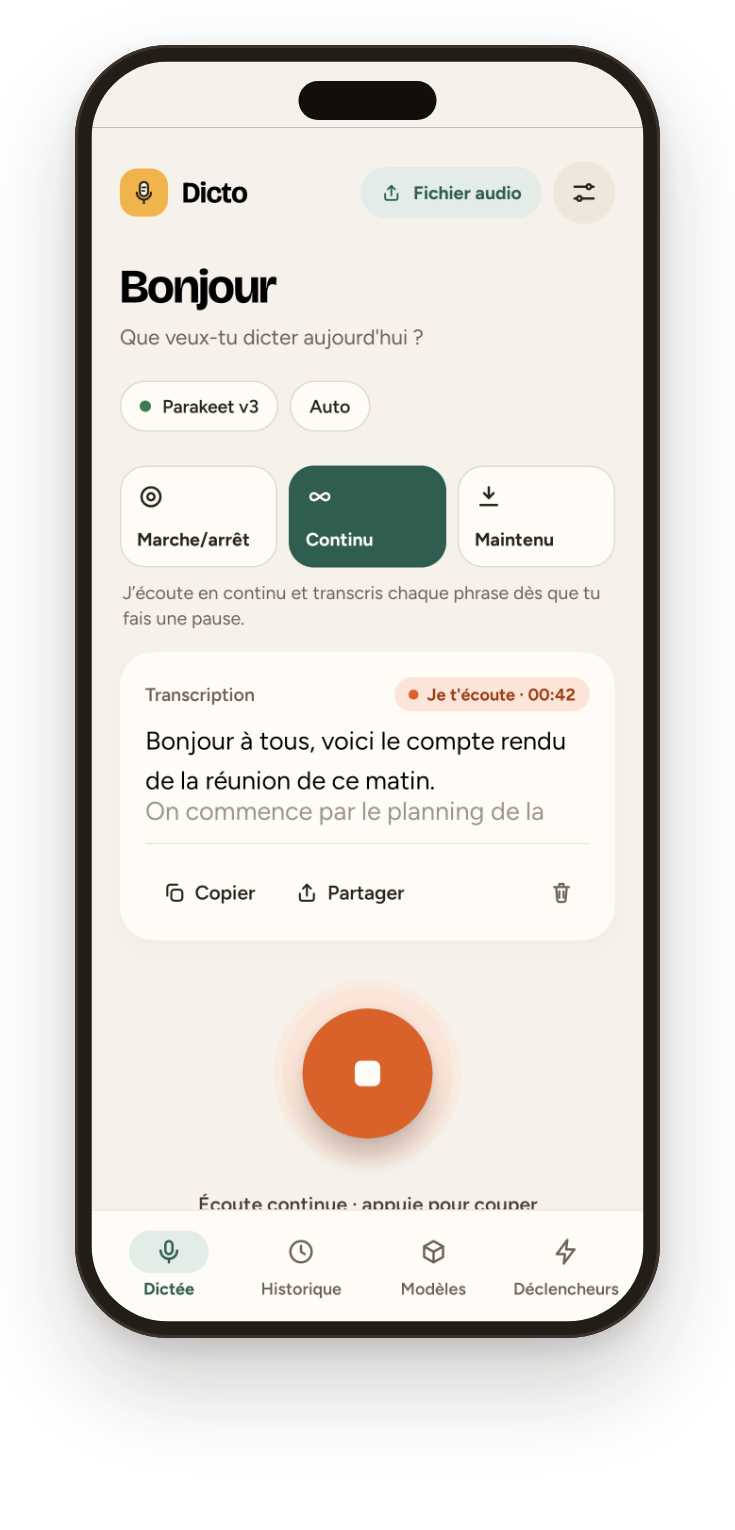 Dicto
Fichier audio
Bonjour
Que veux-tu dicter aujourd'hui ?
Parakeet v3
Auto
Marche/arrêt
Continu
Maintenu
J’écoute en continu et transcris chaque phrase dès que tu
fais une pause.
Transcription
Je t'écoute · 00:42
Bonjour à tous, voici le compte rendu
de la réunion de ce matin.
On commence par le planning de la
Copier
Partager
Écoute continue · appuie pour couper
Dictée
Historique
Modèles
Déclencheurs